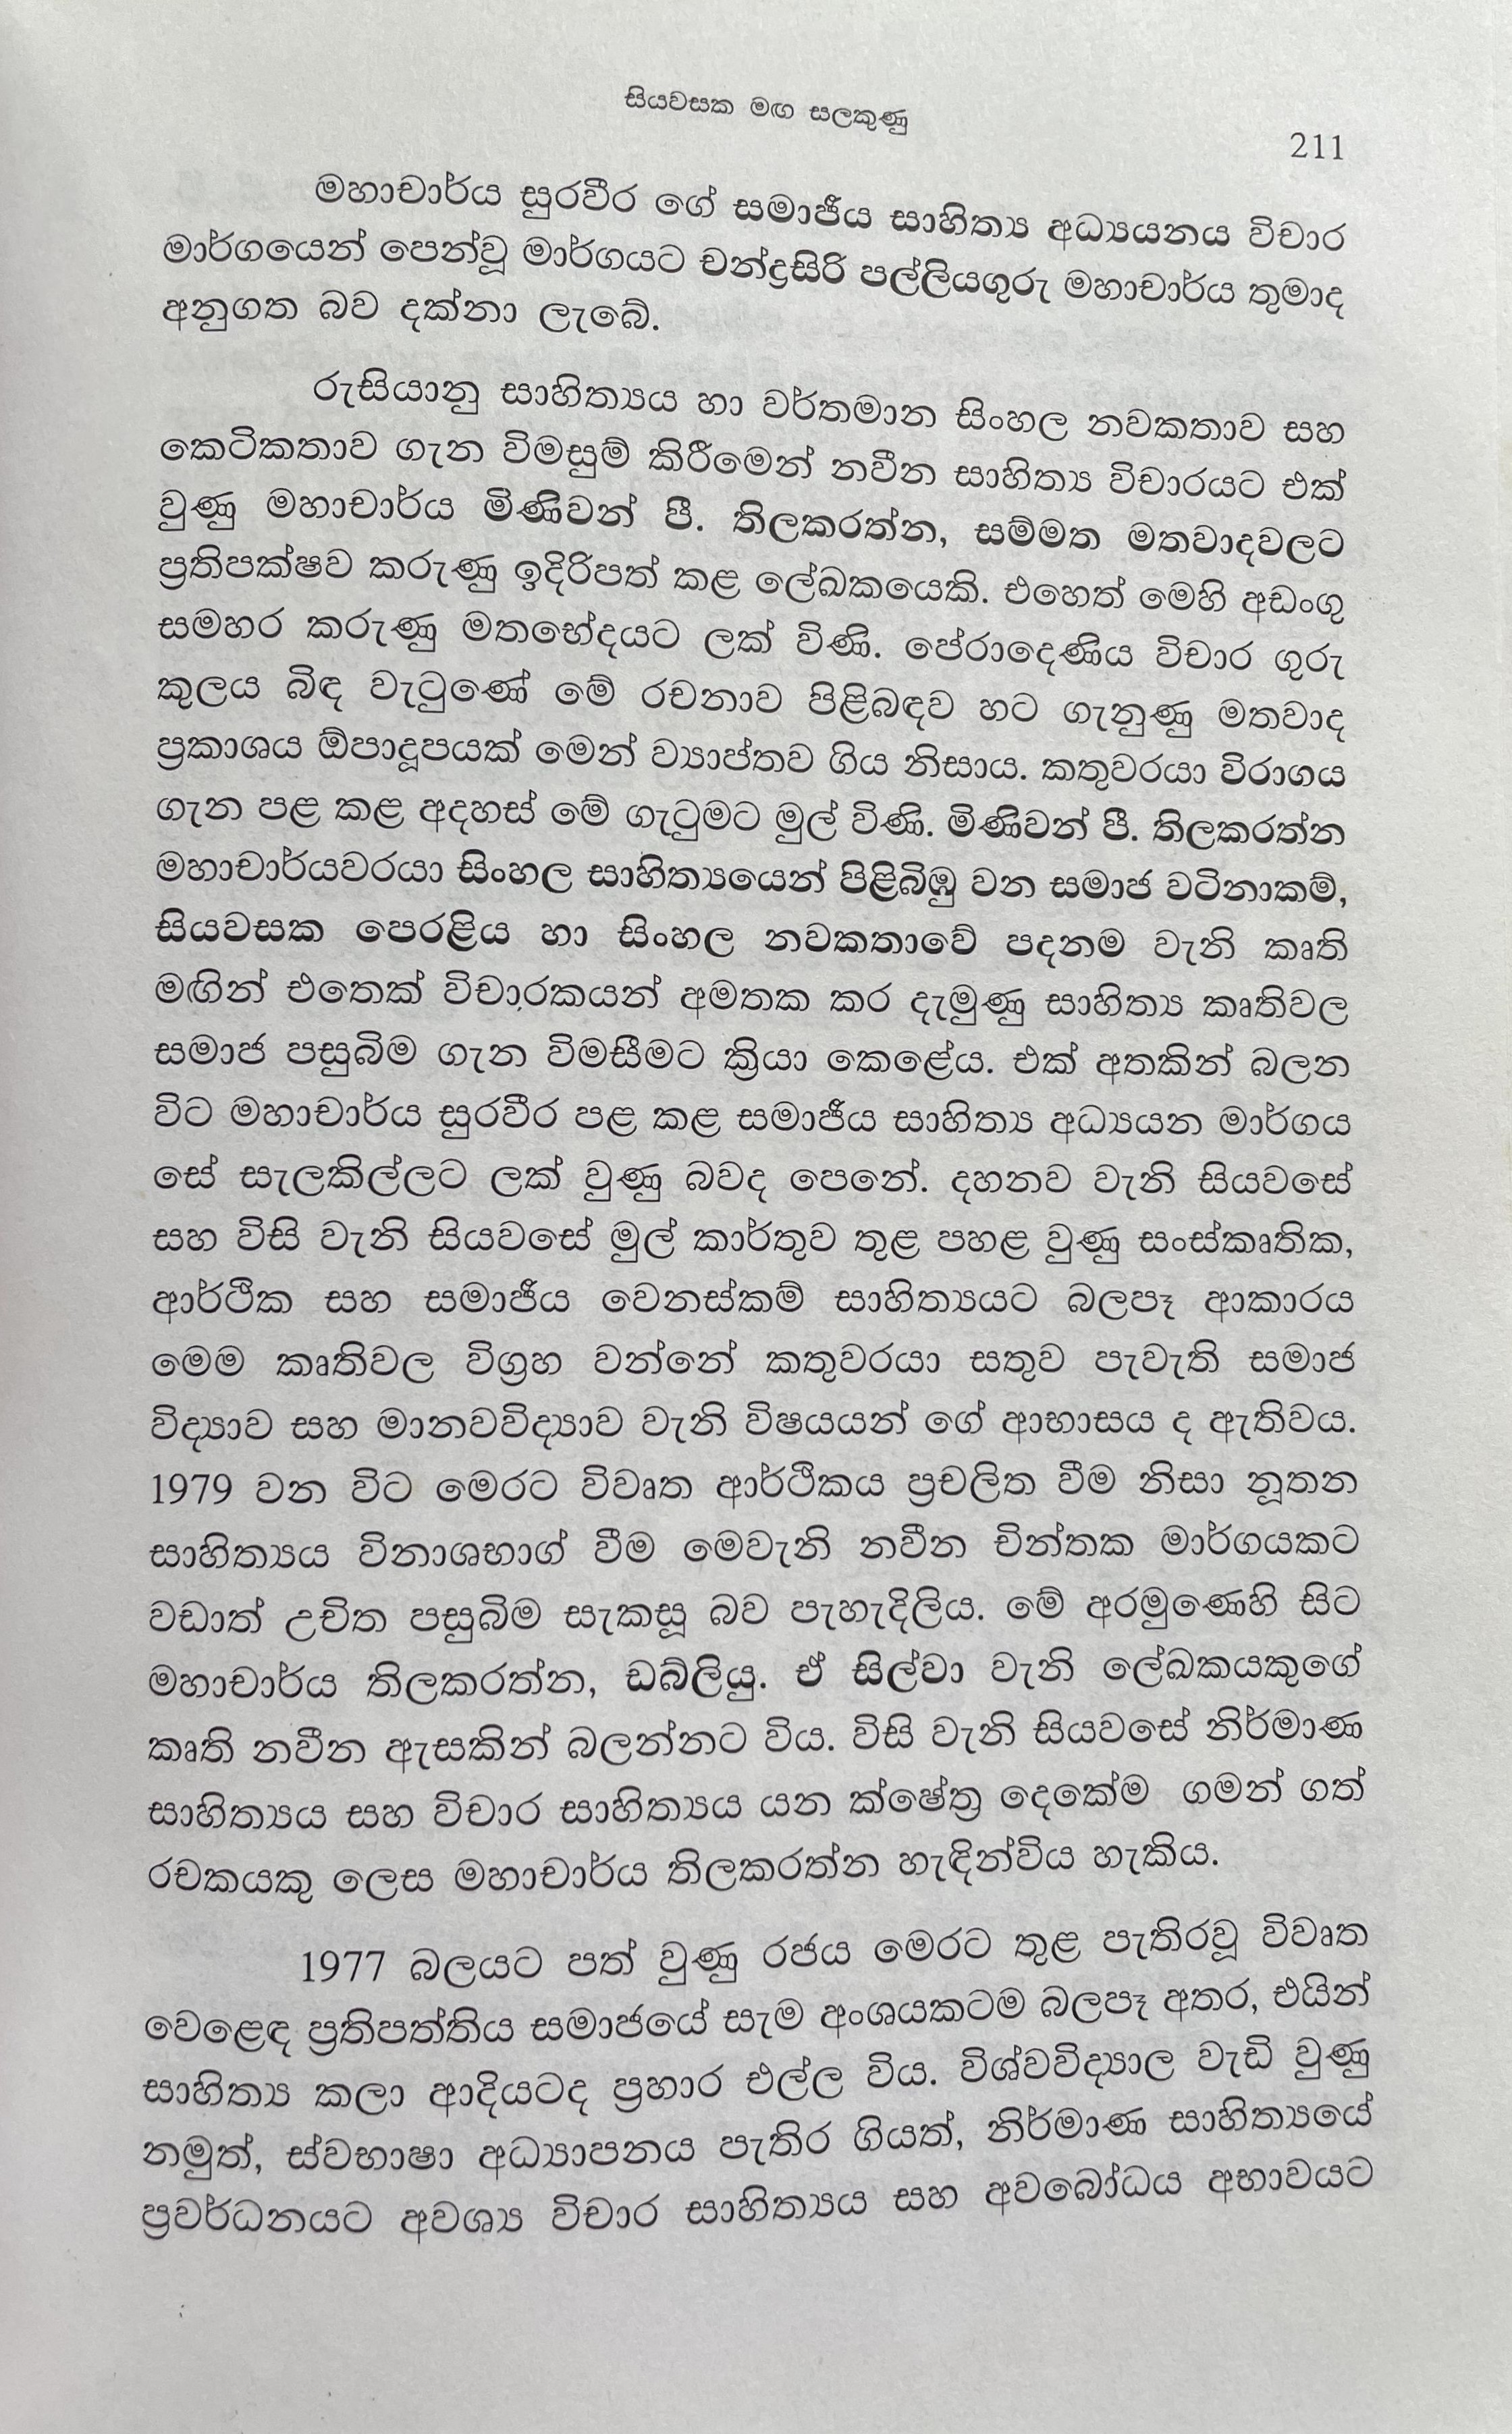 සියවසක මඟ සලකුණු
211
මහාචාර්ය සුරවීර ගේ සමාජීය සාහිත්‍ය අධ්‍යයනය විචාර
මාර්ගයෙන් පෙන්වූ මාර්ගයට චන්ද්‍රසිරි පල්ලියගුරු මහාචාර්ය තුමාද
අනුගත බව දක්නා ලැබේ.
රුසියානු සාහිත්‍යය හා වර්තමාන සිංහල නවකතාව සහ
කෙටිකතාව ගැන විමසුම් කිරීමෙන් නවීන සාහිත්‍ය විචාරයට එක්
වුණු මහාචාර්ය මිණිවන් පී. තිලකරත්න, සම්මත මතවාදවලට
ප්‍රතිපක්ෂව කරුණු ඉදිරිපත් කළ ලේඛකයෙකි. එහෙත් මෙහි අඩංගු
සමහර කරුණු මතභේදයට ලක් විණි. පේරාදෙණිය විචාර ගුරු
කුලය බිඳ වැටුණේ මේ රචනාව පිළිබඳව හට ගැනුණු මතවාද
ප්‍රකාශය ඕපාදූපයක් මෙන් ව්‍යාප්තව ගිය නිසාය. කතුවරයා විරාගය
ගැන පළ කළ අදහස් මේ ගැටුමට මුල් විණි. මිණිවන් පී. තිලකරත්න
මහාචාර්යවරයා සිංහල සාහිත්‍යයෙන් පිළිබිඹු වන සමාජ වටිනාකම්,
සියවසක පෙරළිය හා සිංහල නවකතාවේ පදනම වැනි කෘති
මඟින් එතෙක් විචාරකයන් අමතක කර දැමුණු සාහිත්‍ය කෘතිවල
සමාජ පසුබිම ගැන විමසීමට ක්‍රියා කෙළේය. එක් අතකින් බලන
විට මහාචාර්ය සුරවීර පළ කළ සමාජීය සාහිත්‍ය අධ්‍යයන මාර්ගය
සේ සැලකිල්ලට ලක් වුණු බවද පෙනේ. දහනව වැනි සියවසේ
සහ විසි වැනි සියවසේ මුල් කාර්තුව තුළ පහළ වුණු සංස්කෘතික,
ආර්ථික සහ සමාජීය වෙනස්කම් සාහිත්‍යයට බලපෑ ආකාරය
මෙම කෘතිවල විග්‍රහ වන්නේ කතුවරයා සතුව පැවැති සමාජ
විද්‍යාව සහ මානවවිද්‍යාව වැනි විෂයයන් ගේ ආභාසය ද ඇතිවය.
1979 වන විට මෙරට විවෘත ආර්ථිකය ප්‍රචලිත වීම නිසා නූතන
සාහිත්‍යය විනාශභාග් වීම මෙවැනි නවීන චින්තක මාර්ගයකට
වඩාත් උචිත පසුබිම සැකසූ බව පැහැදිලිය. මේ අරමුණෙහි සිට
මහාචාර්ය තිලකරත්න, ඩබ්ලියු. ඒ සිල්වා වැනි ලේඛකයකුගේ
කෘති නවීන ඇසකින් බලන්නට විය. විසි වැනි සියවසේ නිර්මාණ
සාහිත්‍යය සහ විචාර සාහිත්‍යය යන ක්ෂේත්‍ර දෙකේම ගමන් ගත්
රචකයකු ලෙස මහාචාර්ය තිලකරත්න හැඳින්විය හැකිය.
1977 බලයට පත් වුණු රජය මෙරට තුළ පැතිරවූ විවෘත
වෙළෙඳ ප්‍රතිපත්තිය සමාජයේ සැම අංශයකටම බලපෑ අතර, එයින්
සාහිත්‍ය කලා ආදියටද ප්‍රහාර එල්ල විය. විශ්වවිද්‍යාල වැඩි වුණු
නමුත්, ස්වභාෂා අධ්‍යාපනය පැතිර ගියත්, නිර්මාණ සාහිත්‍යයේ
ප්‍රවර්ධනයට අවශ්‍ය විචාර සාහිත්‍යය සහ අවබෝධය අභාවයට